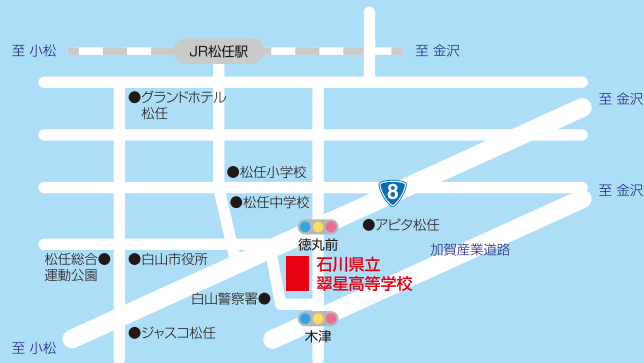 至 小松
JR松任駅
至 金沢
グランドホテル
松任
至 金沢
松任小学校
8
至 金沢
松任中学校
アピタ松任
徳丸前
加賀産業道路
松任総合
運動公園
白山市役所
石川県立
翠星高等学校
白山警察署
ジャスコ松任
木津
至 小松